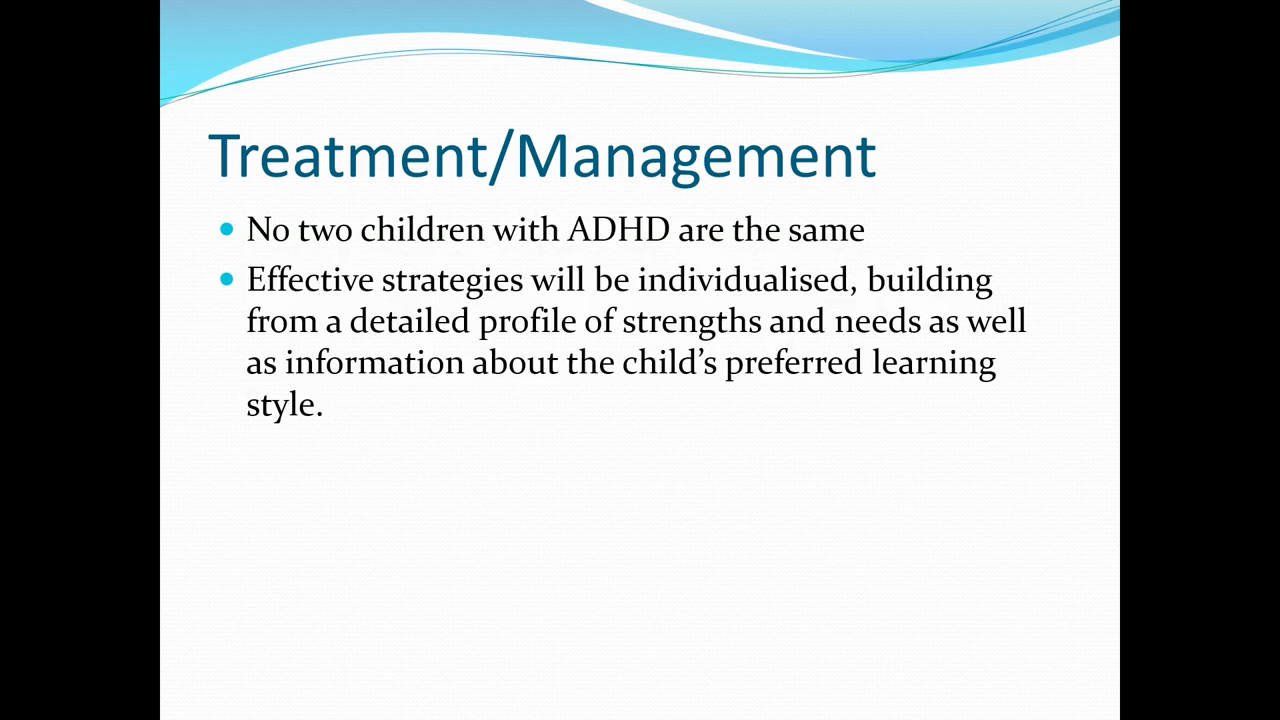 Treatment/Management
No two children with ADHD are the same
Effective strategies will be individualised, building
from a detailed profile of strengths and needs as well
as information about the child’s preferred learning
style.